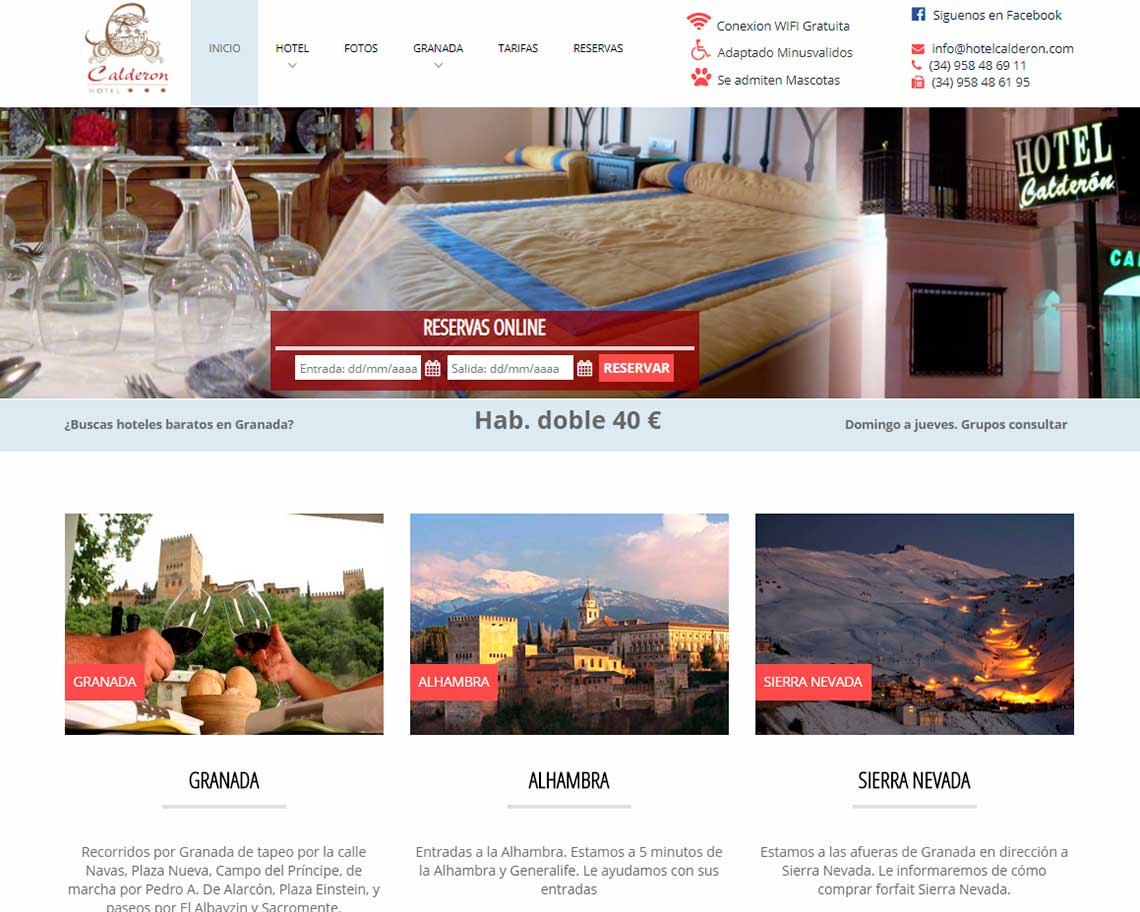 Calderon
HOTEL
INICIO
HOTEL
FOTOS
GRANADA
TARIFAS
RESERVAS
Conexion WIFI Gratuita
Adaptado Minusvalidos
Se admiten Mascotas
Siguenos en Facebook
info@hotelcalderon.com
(34) 958 48 69 11
(34) 958 48 61 95
HOTEL
Calderón
CA
RESERVAS ONLINE
Entrada: dd/mm/aaaa
Salida: dd/mm/aaaa
RESERVAR
¿Buscas hoteles baratos en Granada?
Hab. doble 40 €
Domingo a jueves. Grupos consultar
GRANADA
ALHAMBRA
SIERRA NEVADA
GRANADA
Recorridos por Granada de tapeo por la calle
Navas, Plaza Nueva, Campo del Príncipe, de
marcha por Pedro A. De Alarcón, Plaza Einstein, y
paseos por El Albayzin y Sacromente.
ALHAMBRA
Entradas a la Alhambra. Estamos a 5 minutos de
la Alhambra y Generalife. Le ayudamos con sus
entradas
SIERRA NEVADA
Estamos a las afueras de Granada en dirección a
Sierra Nevada. Le informaremos de cómo
comprar forfait Sierra Nevada.